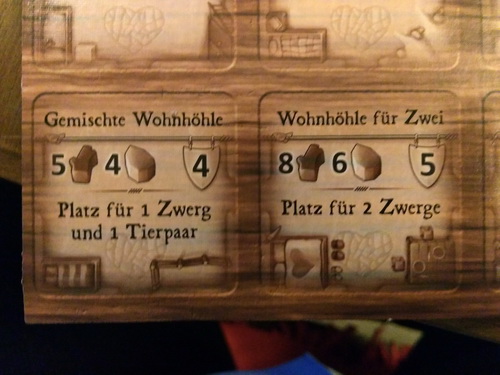 Gemischte Wohnhöhle
5 4 4
Platz für 1 Zwerg
und 1 Tierpaar
Wohnhöhle für Zwei
8 6 5
Platz für 2 Zwerge